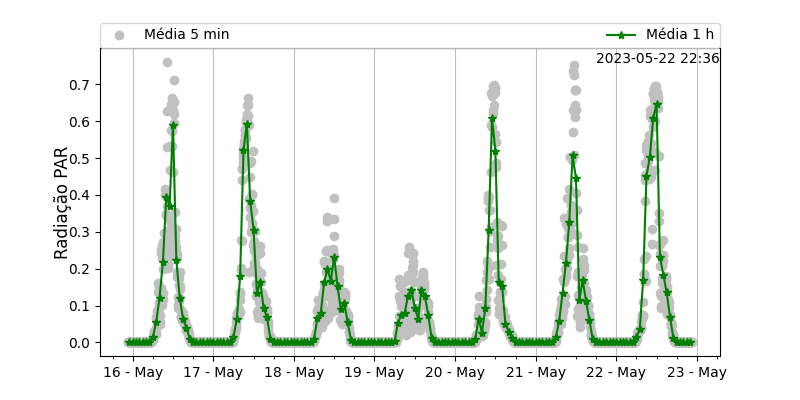 Média 5 min
Média 1 h
2023-05-22 22:36
Radiação PAR
0.7
0.6
0.5
0.4
0.3
0.2
0.1
0.0
16 - May
17 - May
18 - May
19 - May
20 - May
21 - May
22 - May
23 - May